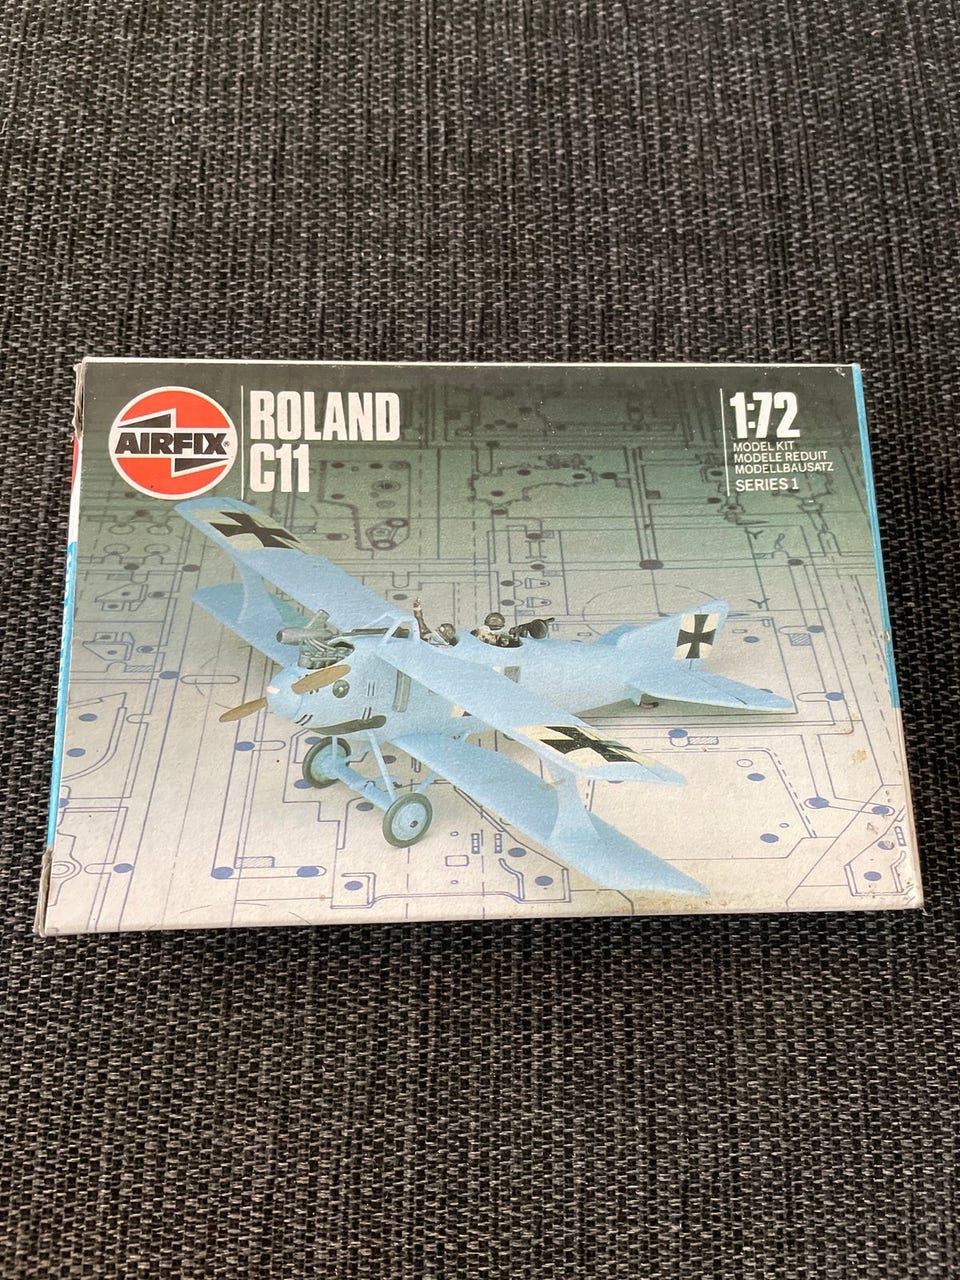 AIRFIX®
ROLAND
C11
1:72
MODEL KIT
MODELE REDUIT
MODELLBAUSATZ
SERIES 1